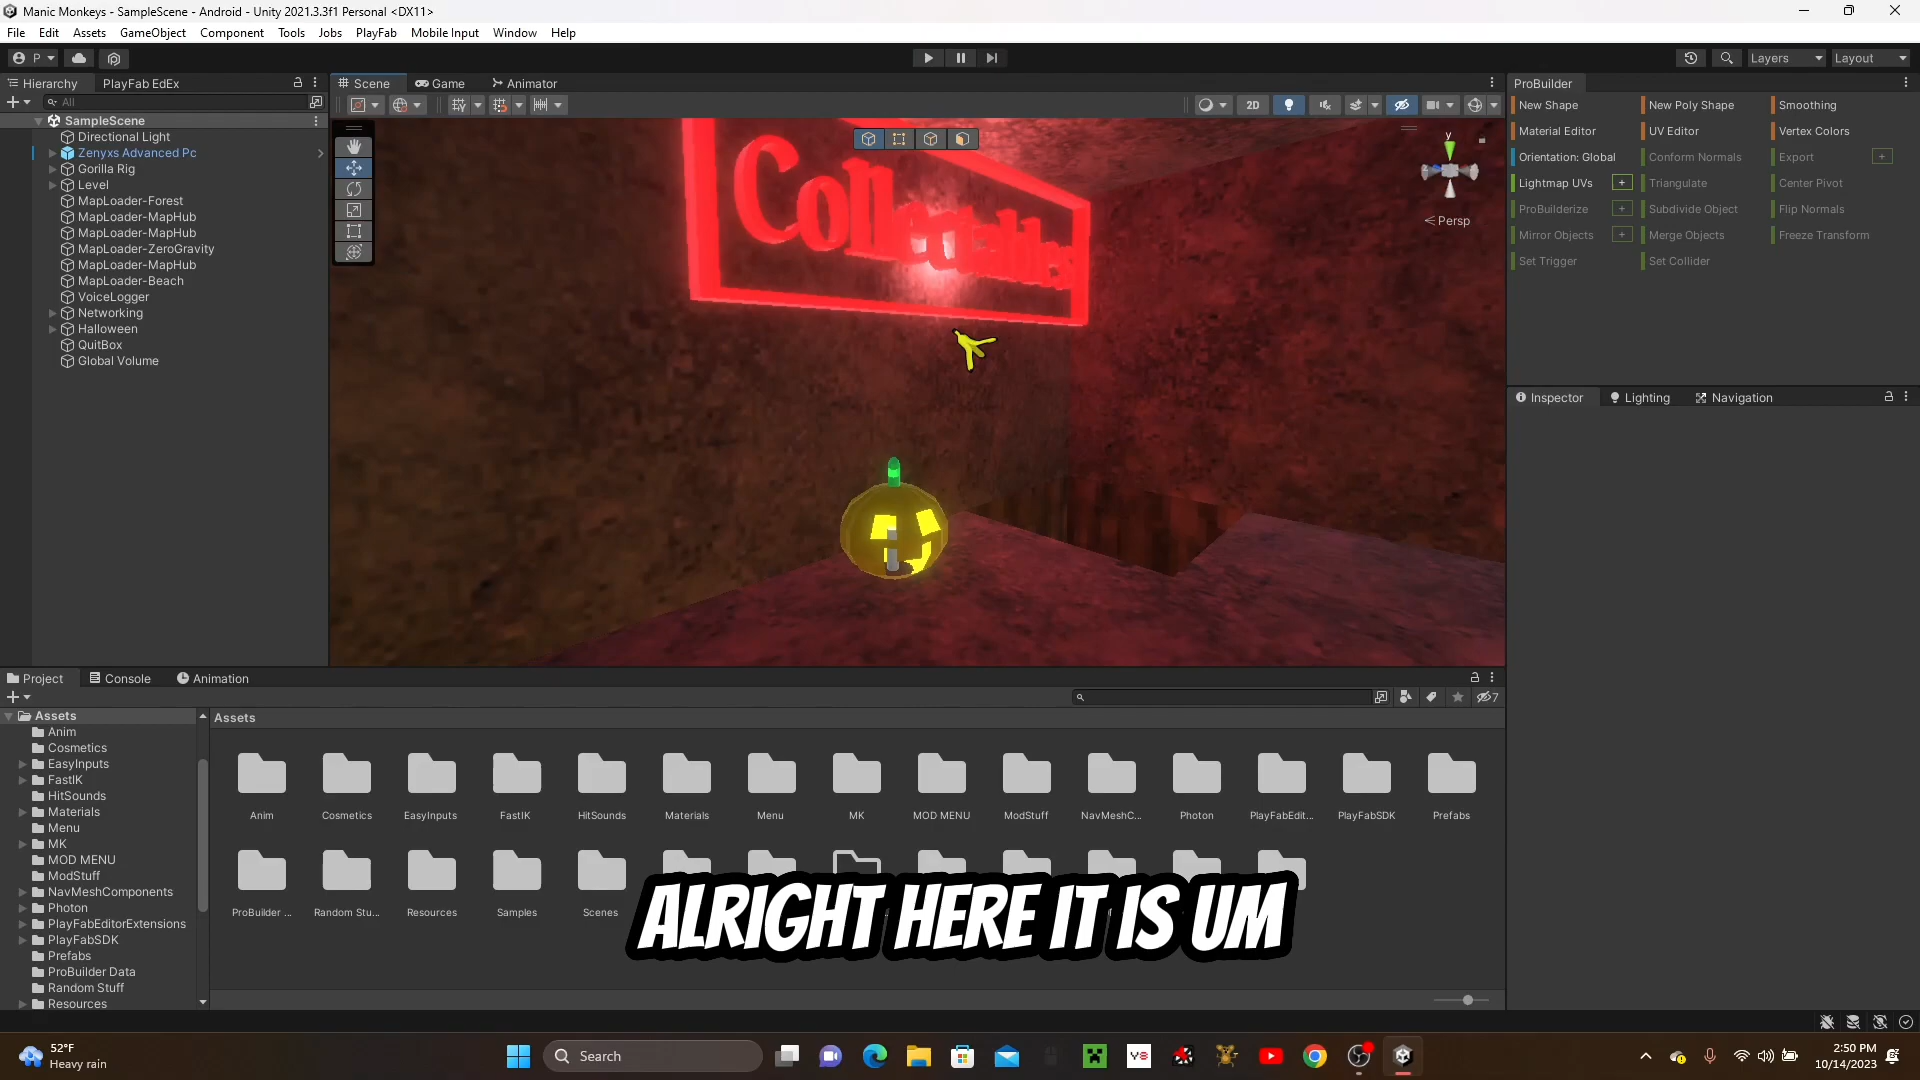 Manic Monkeys - SampleScene - Android - Unity 2021.3.3f1 Personal <DX11>
File Edit Assets GameObject Component Tools Jobs PlayFab Mobile Input Window Help
P
Layers
Layout
Hierarchy
PlayFab EdEx
All
SampleScene
Directional Light
Zenyxs Advanced Pc
Gorilla Rig
Level
MapLoader-Forest
MapLoader-MapHub
MapLoader-MapHub
MapLoader-ZeroGravity
MapLoader-MapHub
MapLoader-Beach
VoiceLogger
Networking
Halloween
QuitBox
Global Volume
Scene
Game
Animator
2D
Collectables
y
Persp
ProBuilder
New Shape
New Poly Shape
Smoothing
Material Editor
UV Editor
Vertex Colors
Orientation: Global
Conform Normals
Export
Lightmap UVs
Triangulate
Center Pivot
ProBuilderize
Subdivide Object
Flip Normals
Mirror Objects
Merge Objects
Freeze Transform
Set Trigger
Set Collider
Inspector
Lighting
Navigation
Project
Console
Animation
7
Assets
Anim
Cosmetics
EasyInputs
FastIK
HitSounds
Materials
Menu
MK
MOD MENU
ModStuff
NavMeshComponents
Photon
PlayFabEditorExtensions
PlayFabSDK
Prefabs
ProBuilder Data
Random Stuff
Resources
Assets
Anim
Cosmetics
EasyInputs
FastIK
HitSounds
Materials
Menu
MK
MOD MENU
ModStuff
NavMeshC...
Photon
PlayFabEdit...
PlayFabSDK
Prefabs
ProBuilder ...
Random Stu...
Resources
Samples
Scenes
ALRIGHT HERE IT IS UM
52°F
Heavy rain
Search
Y8
2:50 PM
10/14/2023